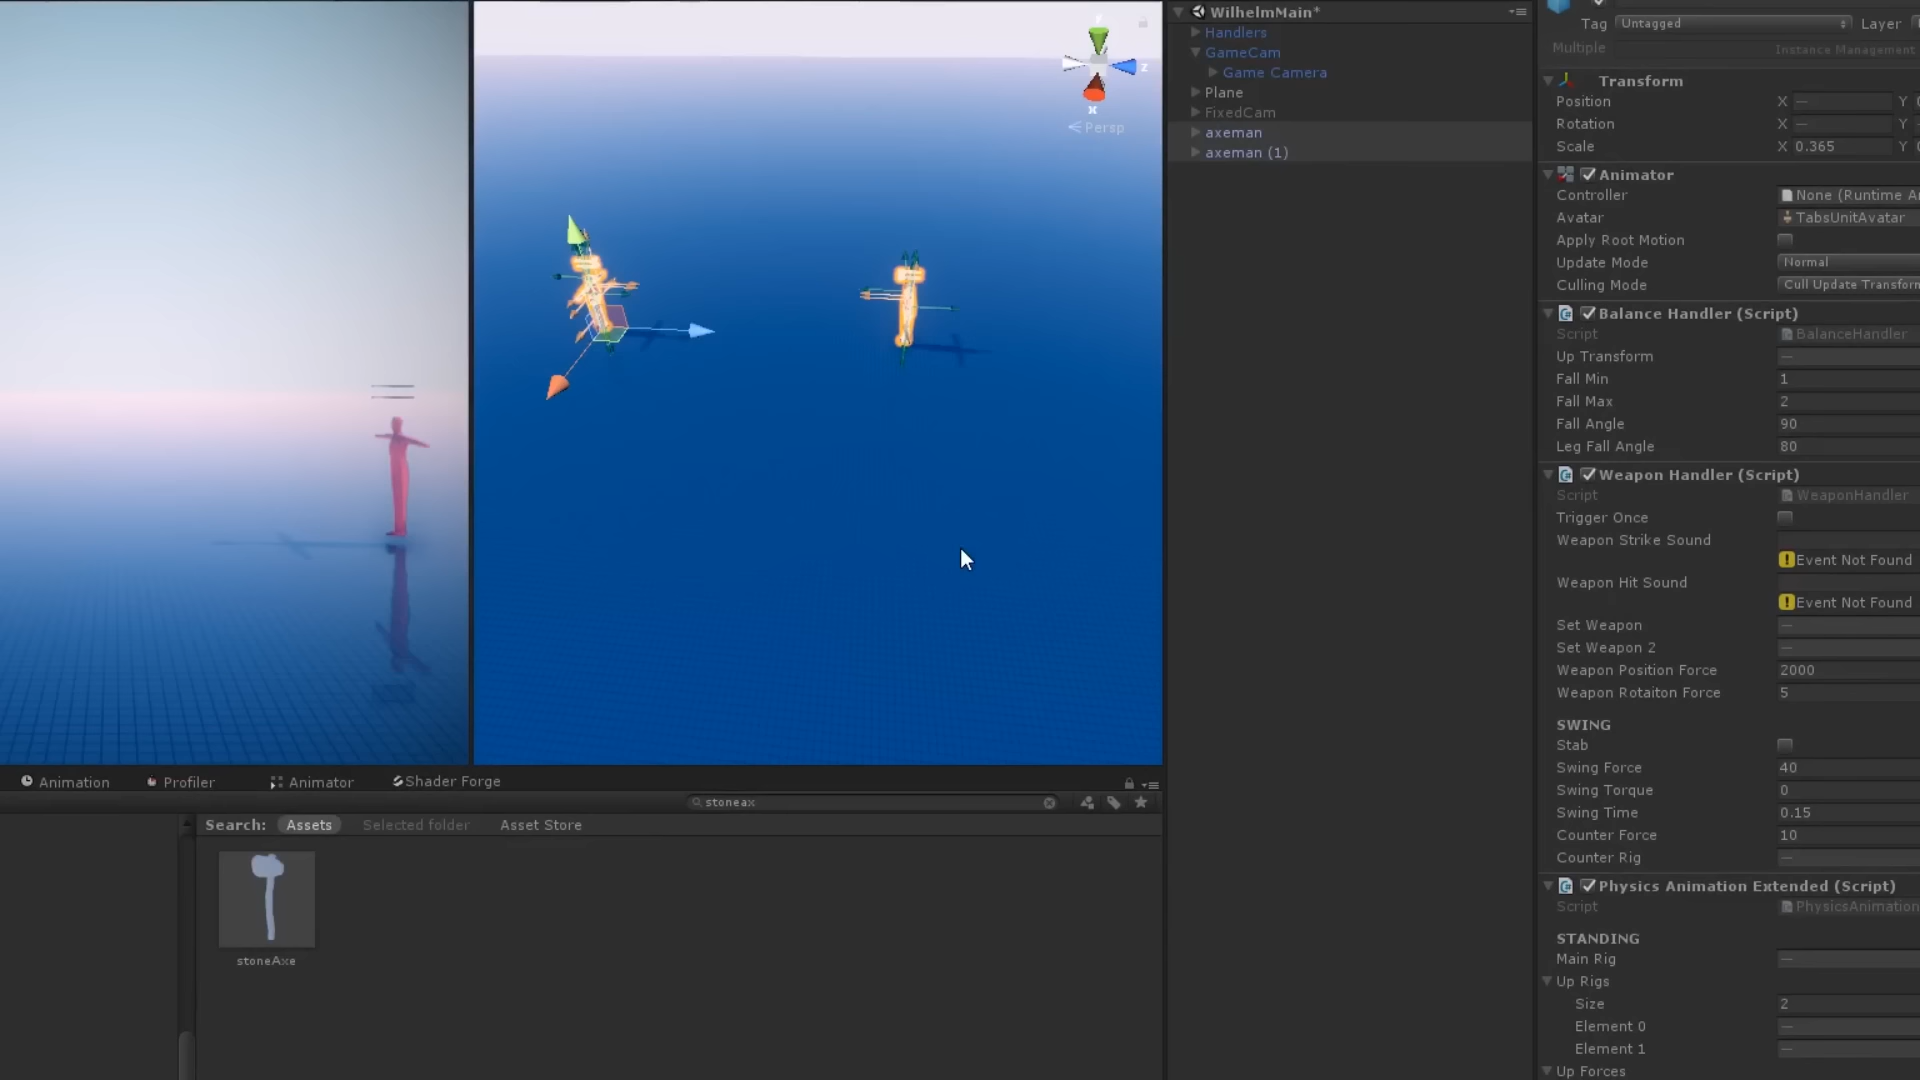 x
z
Persp
WilhelmMain*
Handlers
GameCam
Game Camera
Plane
FixedCam
axeman
axeman (1)
Tag Untagged Layer
Multiple Instance Management
Transform
Position X — Y
Rotation X — Y
Scale X 0.365 Y
Animator
Controller None (Runtime A
Avatar TabsUnitAvatar
Apply Root Motion
Update Mode Normal
Culling Mode Cull Update Transform
Balance Handler (Script)
Script BalanceHandler
Up Transform —
Fall Min 1
Fall Max 2
Fall Angle 90
Leg Fall Angle 80
Weapon Handler (Script)
Script WeaponHandler
Trigger Once
Weapon Strike Sound
Event Not Found
Weapon Hit Sound
Event Not Found
Set Weapon —
Set Weapon 2 —
Weapon Position Force 2000
Weapon Rotaiton Force 5
SWING
Stab
Swing Force 40
Swing Torque 0
Swing Time 0.15
Counter Force 10
Counter Rig —
Physics Animation Extended (Script)
Script PhysicsAnimation
STANDING
Main Rig —
Up Rigs
Size 2
Element 0 —
Element 1 —
Up Forces
Animation Profiler Animator Shader Forge
stoneax
Search: Assets Selected folder Asset Store
stoneAxe